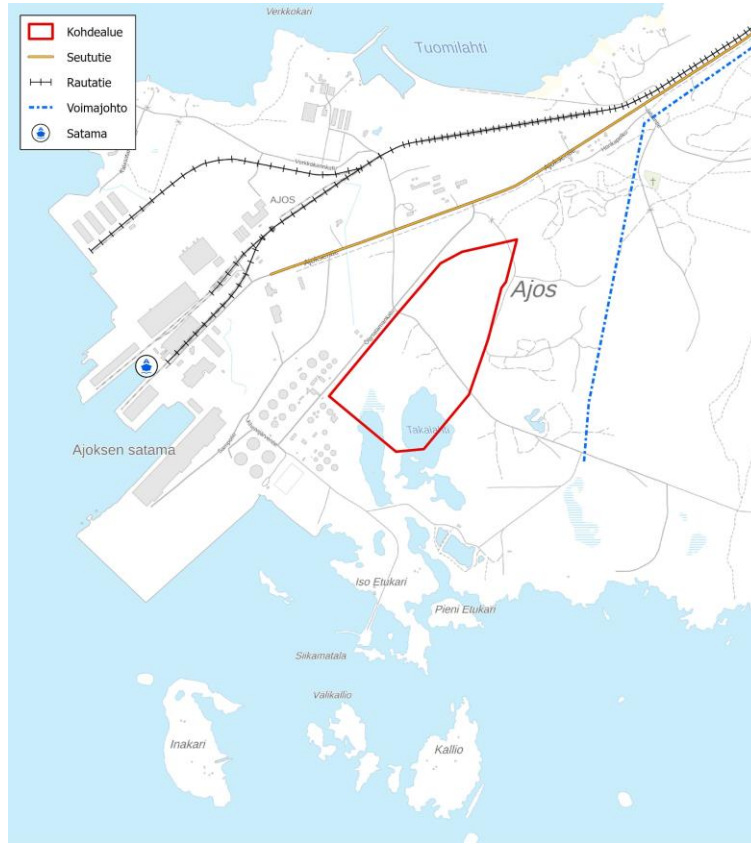 Kohdealue
Seututie
Rautatie
Voimajohto
Satama
Verkkokari
Tuomilahti
AJOS
Ajos
Takalahti
Ajoksen satama
Iso Etukari
Pieni Etukari
Siikamatala
Välikallio
Inakari
Kallio